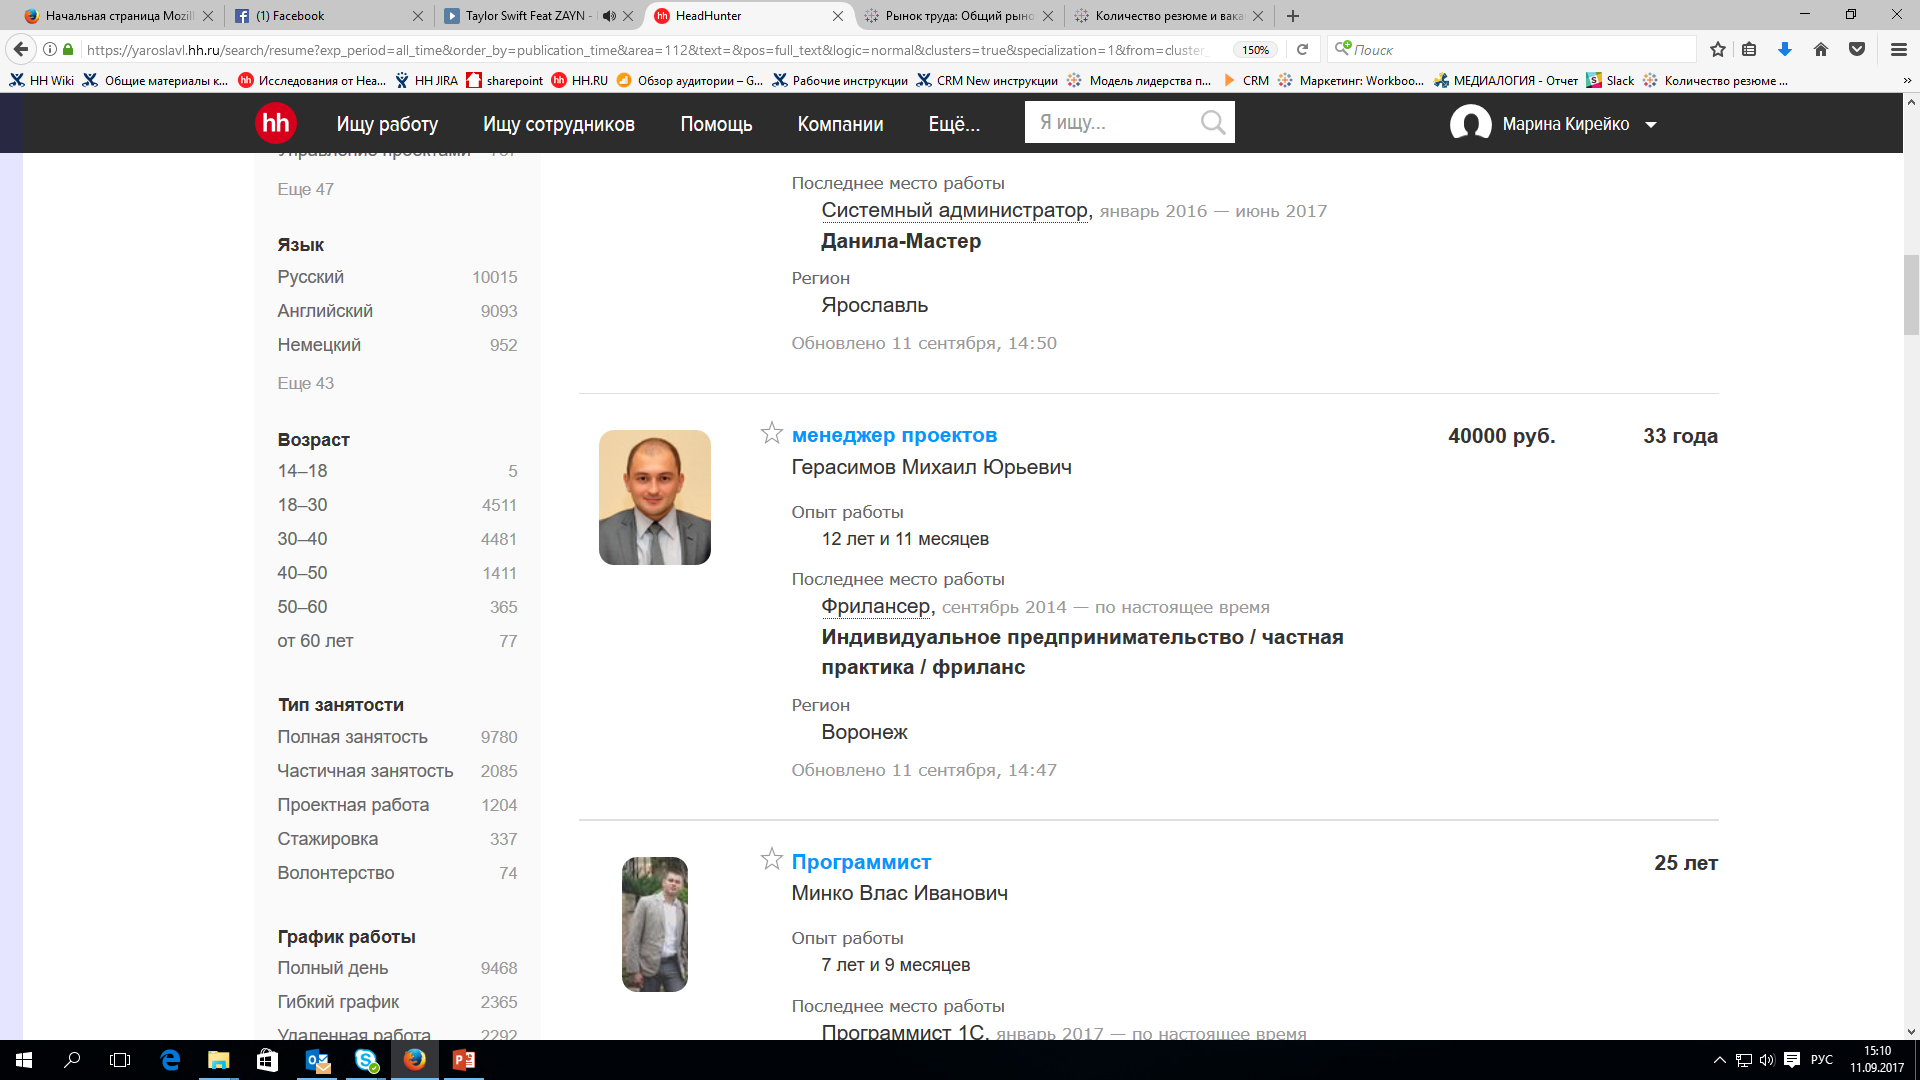 Начальная страница Mozil
(1) Facebook
Taylor Swift Feat ZAYN -
HeadHunter
Рынок труда: Общий рыно
Количество резюме и вака
https://yaroslavl.hh.ru/search/resume?exp_period=all_time&order_by=publication_time&area=112&text=&pos=full_text&logic=normal&clusters=true&specialization=1&from=cluster_
150%
Поиск
HH Wiki
Общие материалы к...
Исследования от Hea...
HH JIRA
sharepoint
HH.RU
Обзор аудитории – G...
Рабочие инструкции
CRM New инструкции
Модель лидерства п...
CRM
Маркетинг: Workboo...
МЕДИАЛОГИЯ - Отчет
Slack
Количество резюме ...
hh
Ищу работу
Ищу сотрудников
Помощь
Компании
Ещё...
Я ищу...
Марина Кирейко
Управление проектами
Еще 47
Язык
Русский 10015
Английский 9093
Немецкий 952
Еще 43
Возраст
14–18 5
18–30 4511
30–40 4481
40–50 1411
50–60 365
от 60 лет 77
Тип занятости
Полная занятость 9780
Частичная занятость 2085
Проектная работа 1204
Стажировка 337
Волонтерство 74
График работы
Полный день 9468
Гибкий график 2365
Удаленная работа 2292
Последнее место работы
Системный администратор, январь 2016 — июнь 2017
Данила-Мастер
Регион
Ярославль
Обновлено 11 сентября, 14:50
менеджер проектов 40000 руб. 33 года
Герасимов Михаил Юрьевич
Опыт работы
12 лет и 11 месяцев
Последнее место работы
Фрилансер, сентябрь 2014 — по настоящее время
Индивидуальное предпринимательство / частная
практика / фриланс
Регион
Воронеж
Обновлено 11 сентября, 14:47
Программист 25 лет
Минко Влас Иванович
Опыт работы
7 лет и 9 месяцев
Последнее место работы
Программист 1С, январь 2017 — по настоящее время
РУС
15:10
11.09.2017